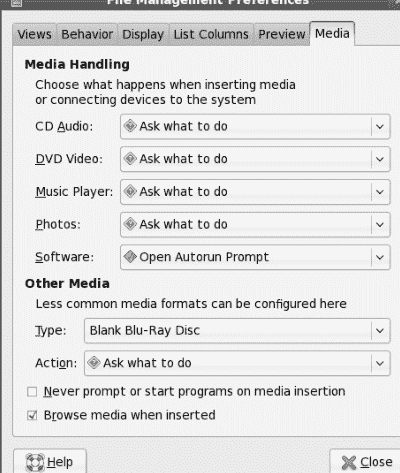 File Management Preferences
Views Behavior Display List Columns Preview Media
Media Handling
Choose what happens when inserting media
or connecting devices to the system
CD Audio: Ask what to do
DVD Video: Ask what to do
Music Player: Ask what to do
Photos: Ask what to do
Software: Open Autorun Prompt
Other Media
Less common media formats can be configured here
Type: Blank Blu-Ray Disc
Action: Ask what to do
Never prompt or start programs on media insertion
Browse media when inserted
Help Close